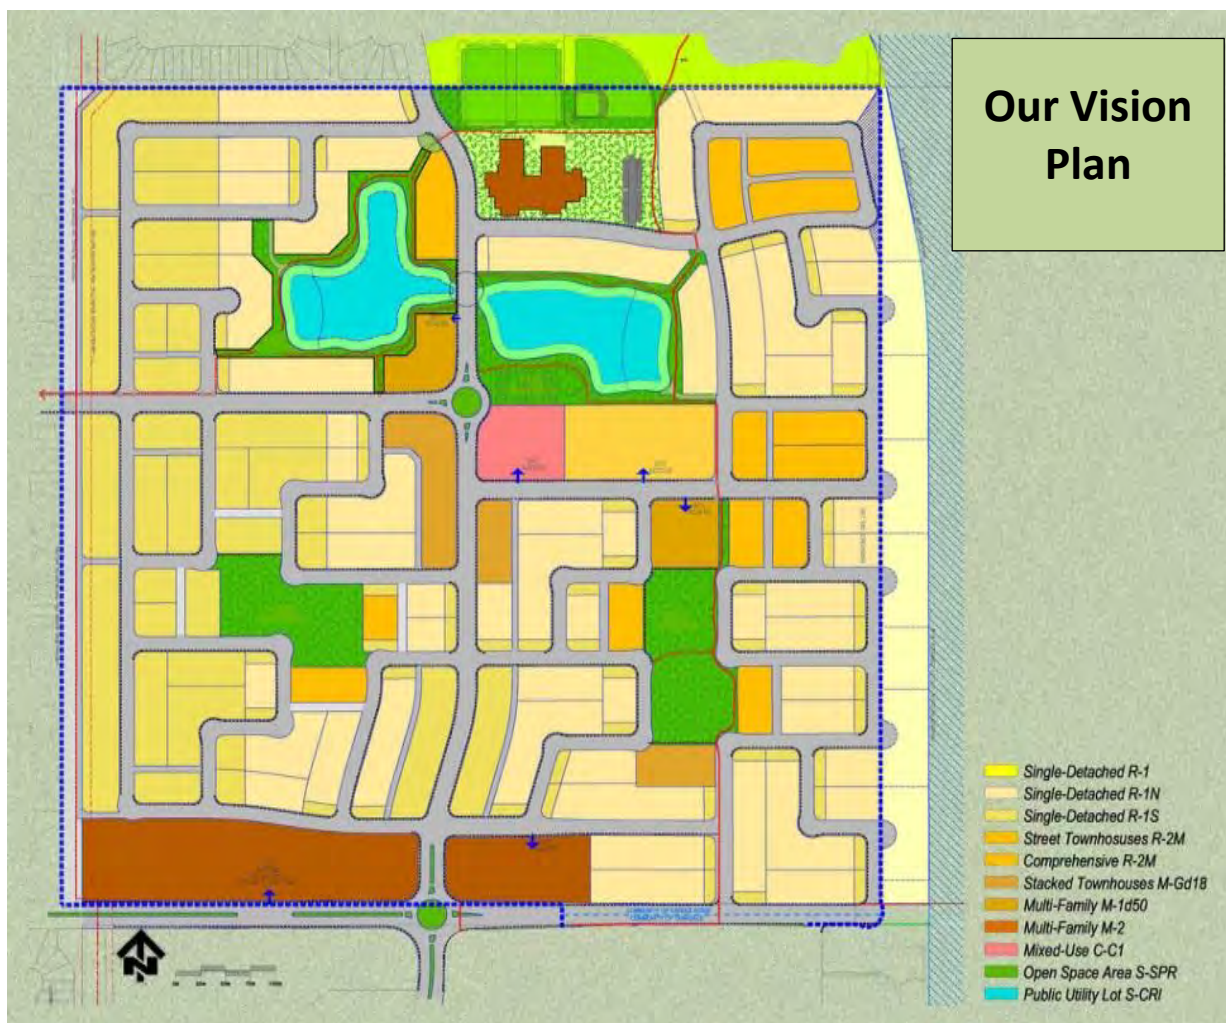 Our Vision
Plan
Single-Detached R-1
Single-Detached R-1N
Single-Detached R-1S
Street Townhosuses R-2M
Comprehensive R-2M
Stacked Townhouses M-Gd18
Multi-Family M-1d50
Multi-Family M-2
Mixed-Use C-C1
Open Space Area S-SPR
Public Utility Lot S-CRI
N